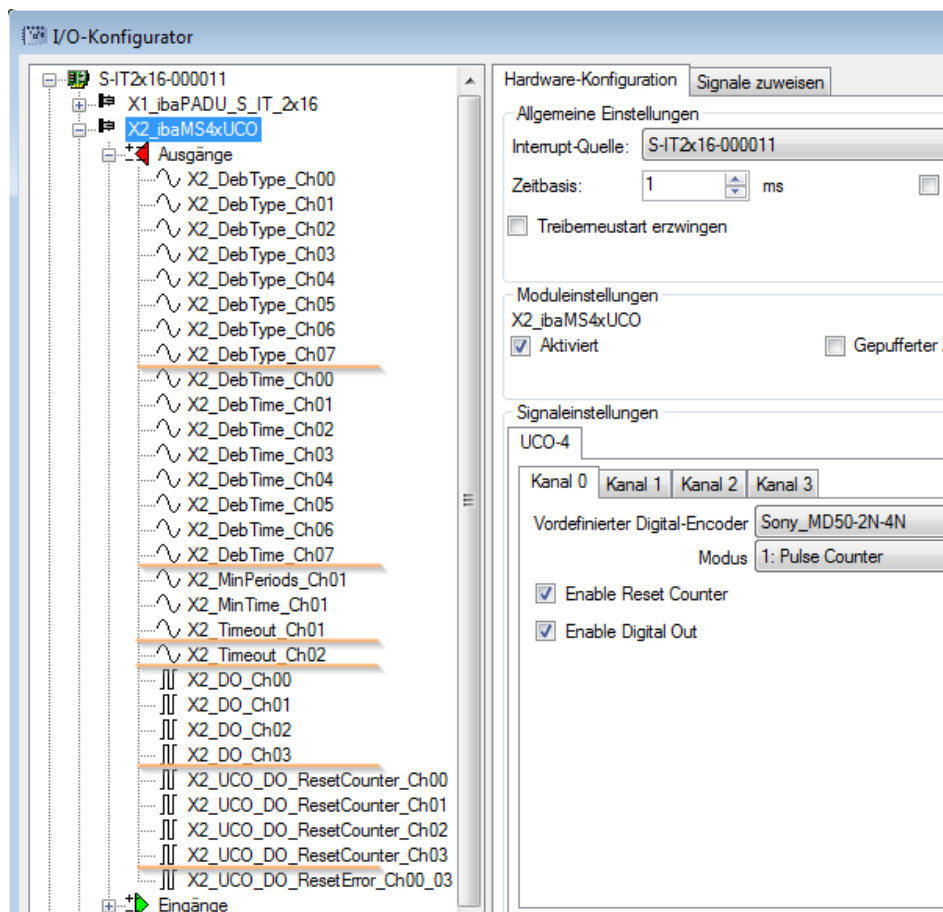 I/O-Konfigurator
S-IT2x16-000011
X1_ibaPADU_S_IT_2x16
X2_ibaMS4xUCO
Ausgänge
X2_DebType_Ch00
X2_DebType_Ch01
X2_DebType_Ch02
X2_DebType_Ch03
X2_DebType_Ch04
X2_DebType_Ch05
X2_DebType_Ch06
X2_DebType_Ch07
X2_DebTime_Ch00
X2_DebTime_Ch01
X2_DebTime_Ch02
X2_DebTime_Ch03
X2_DebTime_Ch04
X2_DebTime_Ch05
X2_DebTime_Ch06
X2_DebTime_Ch07
X2_MinPeriods_Ch01
X2_MinTime_Ch01
X2_Timeout_Ch01
X2_Timeout_Ch02
X2_DO_Ch00
X2_DO_Ch01
X2_DO_Ch02
X2_DO_Ch03
X2_UCO_DO_ResetCounter_Ch00
X2_UCO_DO_ResetCounter_Ch01
X2_UCO_DO_ResetCounter_Ch02
X2_UCO_DO_ResetCounter_Ch03
X2_UCO_DO_ResetError_Ch00_03
Eingänge
Hardware-Konfiguration Signale zuweisen
Allgemeine Einstellungen
Interrupt-Quelle: S-IT2x16-000011
Zeitbasis: 1 ms
Treiberneustart erzwingen
Moduleinstellungen
X2_ibaMS4xUCO
Aktiviert Gepufferter
Signaleinstellungen
UCO-4
Kanal 0 Kanal 1 Kanal 2 Kanal 3
Vordefinierter Digital-Encoder Sony_MD50-2N-4N
Modus 1: Pulse Counter
Enable Reset Counter
Enable Digital Out